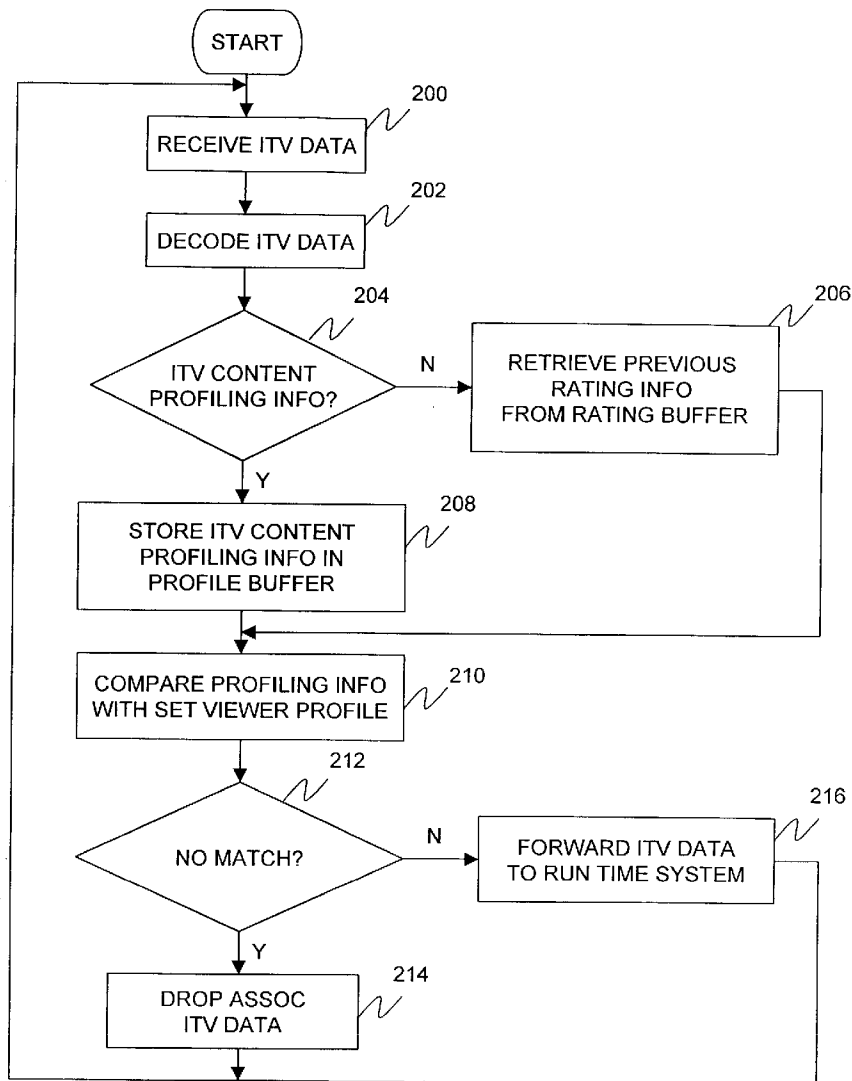 START
200
RECEIVE ITV DATA
202
DECODE ITV DATA
204
ITV CONTENT
PROFILING INFO?
N
206
RETRIEVE PREVIOUS
RATING INFO
FROM RATING BUFFER
Y
208
STORE ITV CONTENT
PROFILING INFO IN
PROFILE BUFFER
COMPARE PROFILING INFO
WITH SET VIEWER PROFILE
210
212
NO MATCH?
N
216
FORWARD ITV DATA
TO RUN TIME SYSTEM
Y
214
DROP ASSOC
ITV DATA